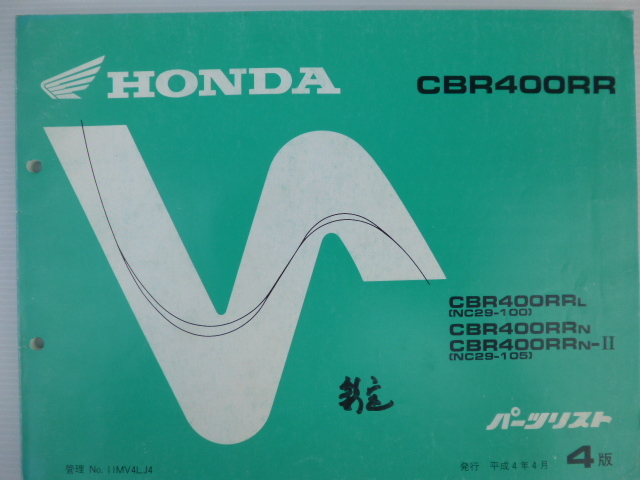 HONDA
CBR400RR
CBR400RRL
(NC29-100)
CBR400RRN
CBR400RRN-II
(NC29-105)
パーツリスト
管理 No. 11MV4LJ4
発行 平成4年4月 4版